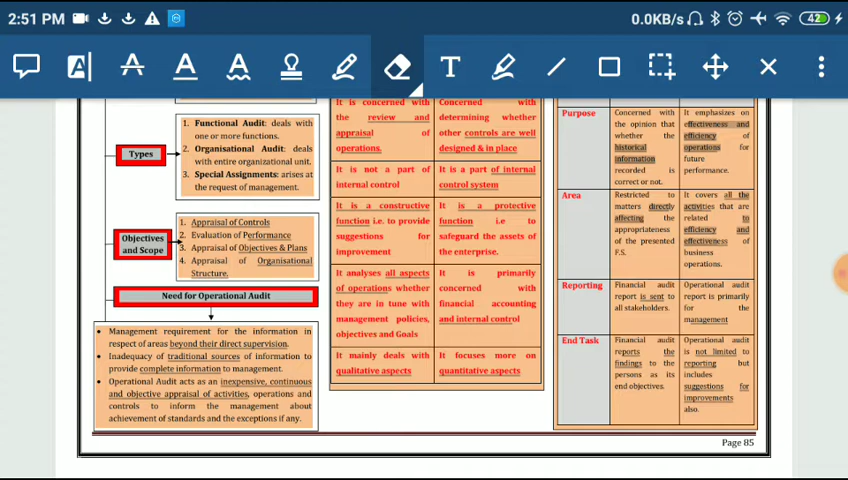 2:51 PM
0.0KB/s
42
A
A
A
A
T
Types
1. Functional Audit: deals with
one or more functions.
2. Organisational Audit: deals
with entire organizational unit.
3. Special Assignments: arises at
the request of management.
Objectives
and Scope
1. Appraisal of Controls
2. Evaluation of Performance
3. Appraisal of Objectives & Plans
4. Appraisal of Organisational
Structure.
Need for Operational Audit
• Management requirement for the information in
respect of areas beyond their direct supervision.
• Inadequacy of traditional sources of information to
provide complete information to management.
• Operational Audit acts as an inexpensive, continuous
and objective appraisal of activities, operations and
controls to inform the management about
achievement of standards and the exceptions if any.
It is concerned with
the review and
appraisal of
operations.
Concerned with
determining whether
other controls are well
designed & in place
It is not a part of
internal control
It is a part of internal
control system
It is a constructive
function i.e. to provide
suggestions for
improvement
It is a protective
function i.e to
safeguard the assets of
the enterprise.
It analyses all aspects
of operations whether
they are in tune with
management policies,
objectives and Goals
It is primarily
concerned with
financial accounting
and internal control
It mainly deals with
qualitative aspects
It focuses more on
quantitative aspects
Purpose
Concerned with
the opinion that
whether the
historical
information
recorded is
correct or not.
It emphasizes on
effectiveness and
efficiency of
operations for
future
performance.
Area
Restricted to
matters directly
affecting the
appropriateness
of the presented
F.S.
It covers all the
activities that are
related to
efficiency and
effectiveness of
business
operations.
Reporting
Financial audit
report is sent to
all stakeholders.
Operational audit
report is primarily
for the
management
End Task
Financial audit
reports the
findings to the
persons as its
end objectives.
Operational audit
is not limited to
reporting but
includes
suggestions for
improvements
also.
Page 85